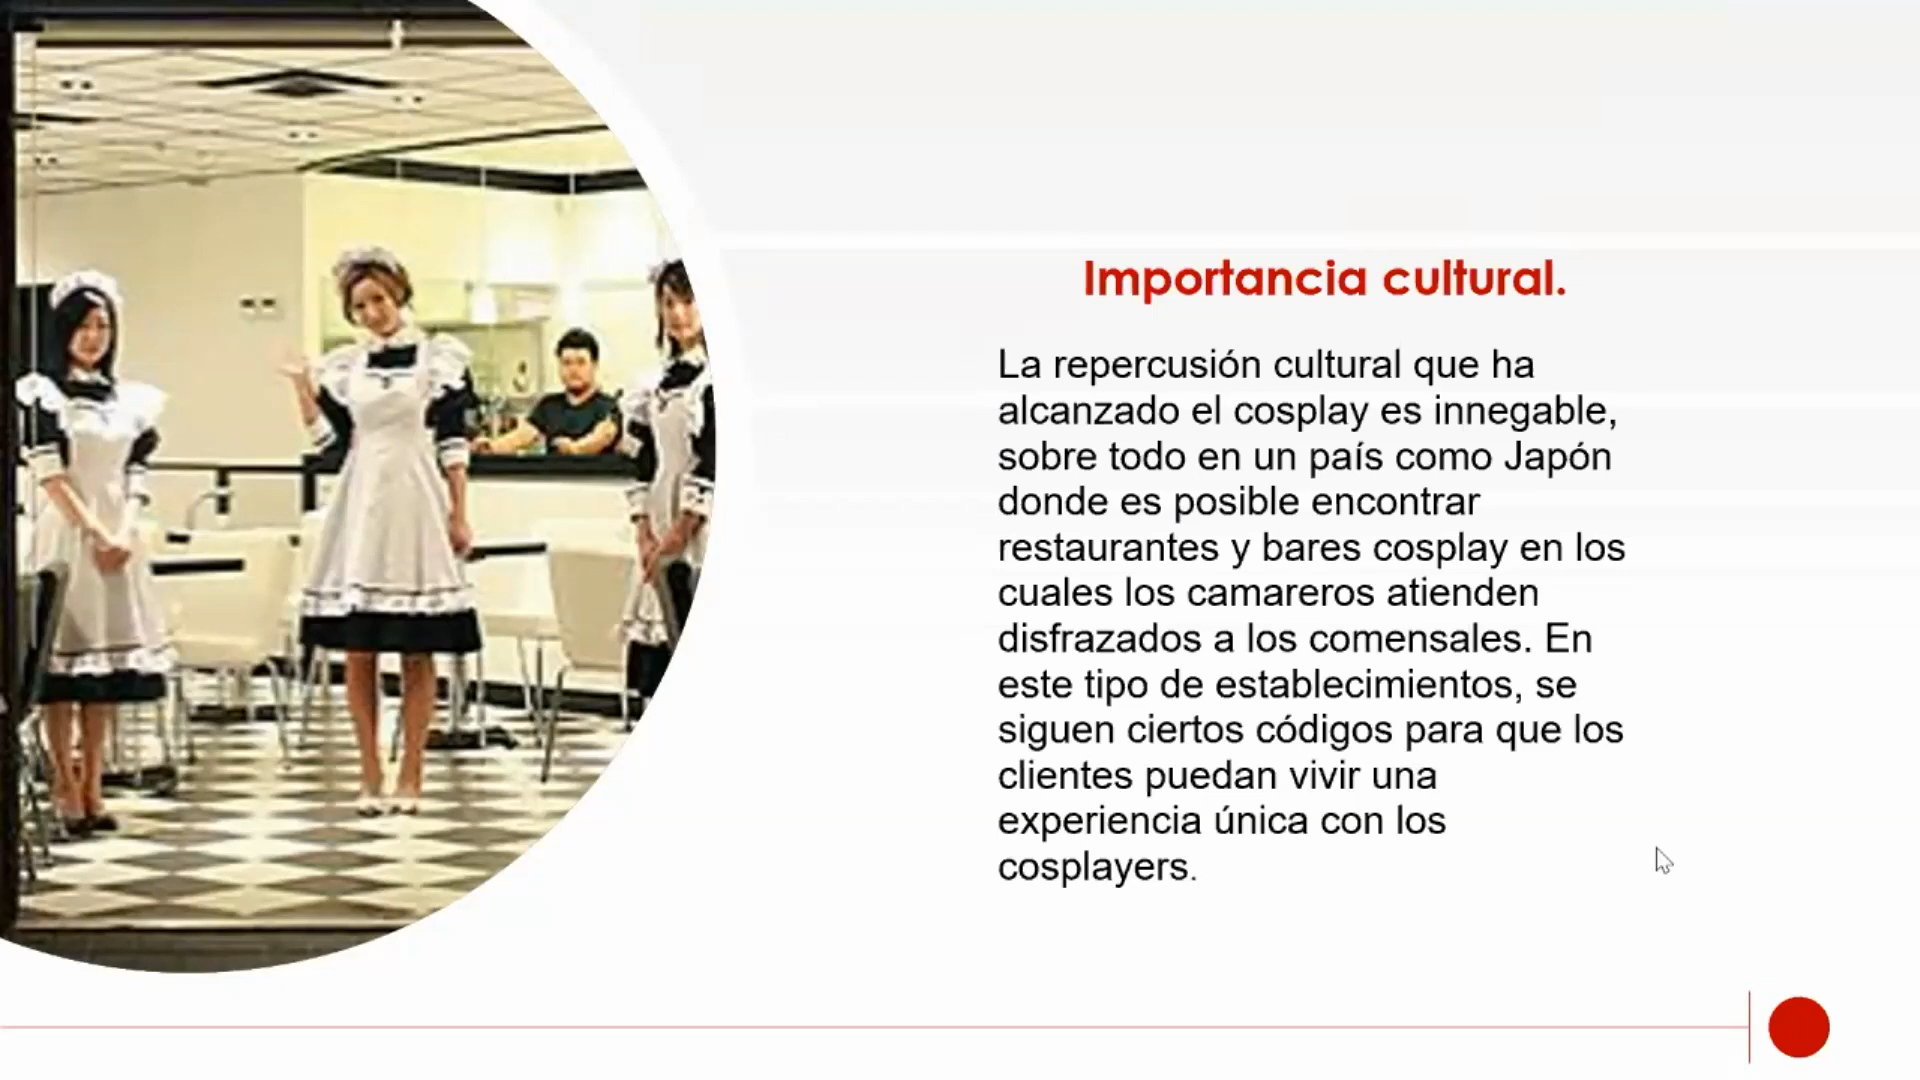 Importancia cultural.
La repercusión cultural que ha
alcanzado el cosplay es innegable,
sobre todo en un país como Japón
donde es posible encontrar
restaurantes y bares cosplay en los
cuales los camareros atienden
disfrazados a los comensales. En
este tipo de establecimientos, se
siguen ciertos códigos para que los
clientes puedan vivir una
experiencia única con los
cosplayers.